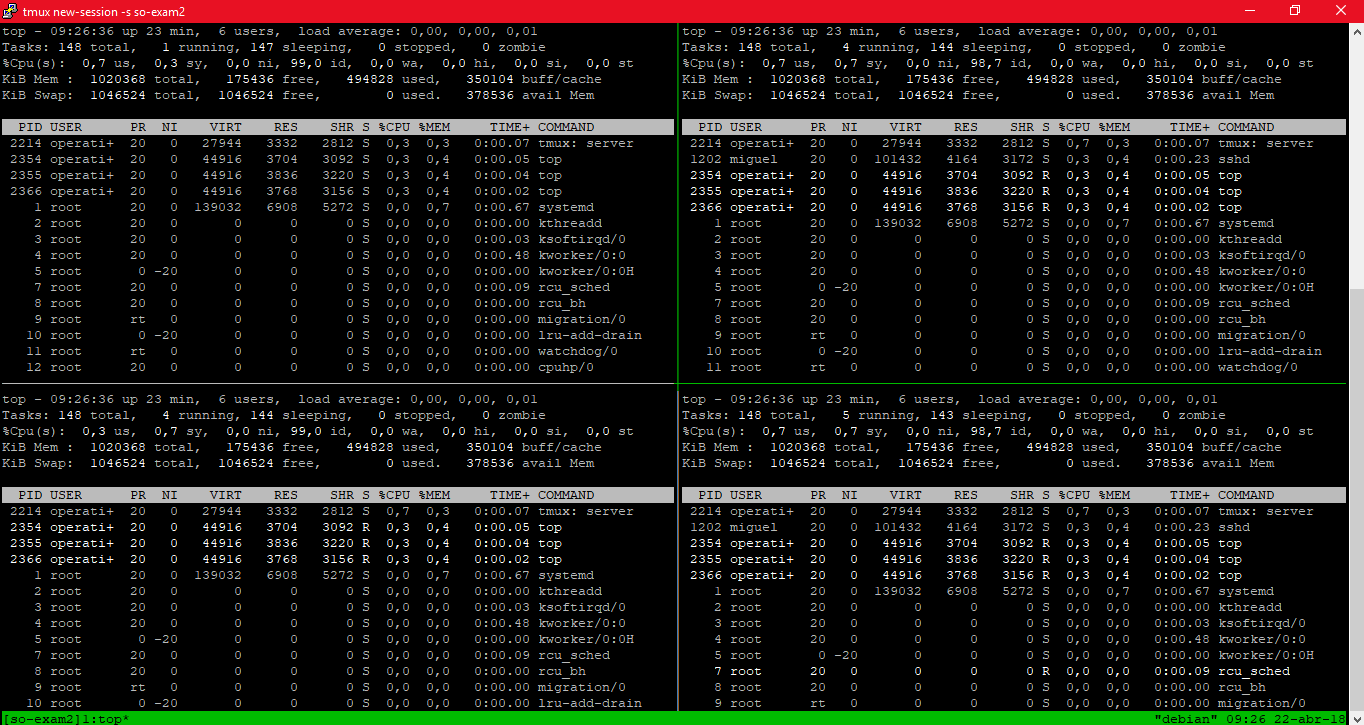 tmux new-session -s so-exam2
top - 09:26:36 up 23 min,  6 users,  load average: 0,00, 0,00, 0,01
Tasks: 148 total,   1 running, 147 sleeping,   0 stopped,   0 zombie
%Cpu(s):  0,7 us,  0,3 sy,  0,0 ni, 99,0 id,  0,0 wa,  0,0 hi,  0,0 si,  0,0 st
KiB Mem :  1020368 total,   175436 free,   494828 used,   350104 buff/cache
KiB Swap:  1046524 total,  1046524 free,        0 used.   378536 avail Mem
PID USER      PR  NI    VIRT    RES    SHR S %CPU %MEM     TIME+ COMMAND
2214 operati+  20   0   27944   3332   2812 S  0,3  0,3   0:00.07 tmux: server
2354 operati+  20   0   44916   3704   3092 S  0,3  0,4   0:00.05 top
2355 operati+  20   0   44916   3836   3220 S  0,3  0,4   0:00.04 top
2366 operati+  20   0   44916   3768   3156 S  0,3  0,4   0:00.02 top
1 root      20   0  139032   6908   5272 S  0,0  0,7   0:00.67 systemd
2 root      20   0       0      0      0 S  0,0  0,0   0:00.00 kthreadd
3 root      20   0       0      0      0 S  0,0  0,0   0:00.03 ksoftirqd/0
4 root      20   0       0      0      0 S  0,0  0,0   0:00.48 kworker/0:0
5 root       0 -20       0      0      0 S  0,0  0,0   0:00.00 kworker/0:0H
7 root      20   0       0      0      0 S  0,0  0,0   0:00.09 rcu_sched
8 root      20   0       0      0      0 S  0,0  0,0   0:00.00 rcu_bh
9 root      rt   0       0      0      0 S  0,0  0,0   0:00.00 migration/0
10 root       0 -20       0      0      0 S  0,0  0,0   0:00.00 lru-add-drain
11 root      rt   0       0      0      0 S  0,0  0,0   0:00.00 watchdog/0
12 root      20   0       0      0      0 S  0,0  0,0   0:00.00 cpuhp/0
top - 09:26:36 up 23 min,  6 users,  load average: 0,00, 0,00, 0,01
Tasks: 148 total,   4 running, 144 sleeping,   0 stopped,   0 zombie
%Cpu(s):  0,7 us,  0,7 sy,  0,0 ni, 98,7 id,  0,0 wa,  0,0 hi,  0,0 si,  0,0 st
KiB Mem :  1020368 total,   175436 free,   494828 used,   350104 buff/cache
KiB Swap:  1046524 total,  1046524 free,        0 used.   378536 avail Mem
PID USER      PR  NI    VIRT    RES    SHR S %CPU %MEM     TIME+ COMMAND
2214 operati+  20   0   27944   3332   2812 S  0,7  0,3   0:00.07 tmux: server
1202 miguel    20   0  101432   4164   3172 S  0,3  0,4   0:00.23 sshd
2354 operati+  20   0   44916   3704   3092 R  0,3  0,4   0:00.05 top
2355 operati+  20   0   44916   3836   3220 R  0,3  0,4   0:00.04 top
2366 operati+  20   0   44916   3768   3156 R  0,3  0,4   0:00.02 top
1 root      20   0  139032   6908   5272 S  0,0  0,7   0:00.67 systemd
2 root      20   0       0      0      0 S  0,0  0,0   0:00.00 kthreadd
3 root      20   0       0      0      0 S  0,0  0,0   0:00.03 ksoftirqd/0
4 root      20   0       0      0      0 S  0,0  0,0   0:00.48 kworker/0:0
5 root       0 -20       0      0      0 S  0,0  0,0   0:00.00 kworker/0:0H
7 root      20   0       0      0      0 S  0,0  0,0   0:00.09 rcu_sched
8 root      20   0       0      0      0 S  0,0  0,0   0:00.00 rcu_bh
9 root      rt   0       0      0      0 S  0,0  0,0   0:00.00 migration/0
10 root       0 -20       0      0      0 S  0,0  0,0   0:00.00 lru-add-drain
11 root      rt   0       0      0      0 S  0,0  0,0   0:00.00 watchdog/0
top - 09:26:36 up 23 min,  6 users,  load average: 0,00, 0,00, 0,01
Tasks: 148 total,   4 running, 144 sleeping,   0 stopped,   0 zombie
%Cpu(s):  0,3 us,  0,7 sy,  0,0 ni, 99,0 id,  0,0 wa,  0,0 hi,  0,0 si,  0,0 st
KiB Mem :  1020368 total,   175436 free,   494828 used,   350104 buff/cache
KiB Swap:  1046524 total,  1046524 free,        0 used.   378536 avail Mem
PID USER      PR  NI    VIRT    RES    SHR S %CPU %MEM     TIME+ COMMAND
2214 operati+  20   0   27944   3332   2812 S  0,7  0,3   0:00.07 tmux: server
2354 operati+  20   0   44916   3704   3092 R  0,3  0,4   0:00.05 top
2355 operati+  20   0   44916   3836   3220 R  0,3  0,4   0:00.04 top
2366 operati+  20   0   44916   3768   3156 R  0,3  0,4   0:00.02 top
1 root      20   0  139032   6908   5272 S  0,0  0,7   0:00.67 systemd
2 root      20   0       0      0      0 S  0,0  0,0   0:00.00 kthreadd
3 root      20   0       0      0      0 S  0,0  0,0   0:00.03 ksoftirqd/0
4 root      20   0       0      0      0 S  0,0  0,0   0:00.48 kworker/0:0
5 root       0 -20       0      0      0 S  0,0  0,0   0:00.00 kworker/0:0H
7 root      20   0       0      0      0 S  0,0  0,0   0:00.09 rcu_sched
8 root      20   0       0      0      0 S  0,0  0,0   0:00.00 rcu_bh
9 root      rt   0       0      0      0 S  0,0  0,0   0:00.00 migration/0
10 root       0 -20       0      0      0 S  0,0  0,0   0:00.00 lru-add-drain
top - 09:26:36 up 23 min,  6 users,  load average: 0,00, 0,00, 0,01
Tasks: 148 total,   5 running, 143 sleeping,   0 stopped,   0 zombie
%Cpu(s):  0,7 us,  0,7 sy,  0,0 ni, 98,7 id,  0,0 wa,  0,0 hi,  0,0 si,  0,0 st
KiB Mem :  1020368 total,   175436 free,   494828 used,   350104 buff/cache
KiB Swap:  1046524 total,  1046524 free,        0 used.   378536 avail Mem
PID USER      PR  NI    VIRT    RES    SHR S %CPU %MEM     TIME+ COMMAND
2214 operati+  20   0   27944   3332   2812 S  0,7  0,3   0:00.07 tmux: server
1202 miguel    20   0  101432   4164   3172 S  0,3  0,4   0:00.23 sshd
2354 operati+  20   0   44916   3704   3092 R  0,3  0,4   0:00.05 top
2355 operati+  20   0   44916   3836   3220 R  0,3  0,4   0:00.04 top
2366 operati+  20   0   44916   3768   3156 R  0,3  0,4   0:00.02 top
1 root      20   0  139032   6908   5272 S  0,0  0,7   0:00.67 systemd
2 root      20   0       0      0      0 S  0,0  0,0   0:00.00 kthreadd
3 root      20   0       0      0      0 S  0,0  0,0   0:00.03 ksoftirqd/0
4 root      20   0       0      0      0 S  0,0  0,0   0:00.48 kworker/0:0
5 root       0 -20       0      0      0 S  0,0  0,0   0:00.00 kworker/0:0H
7 root      20   0       0      0      0 R  0,0  0,0   0:00.09 rcu_sched
8 root      20   0       0      0      0 S  0,0  0,0   0:00.00 rcu_bh
9 root      rt   0       0      0      0 S  0,0  0,0   0:00.00 migration/0
[so-exam2]1:top*
"debian" 09:26 22-abr-18